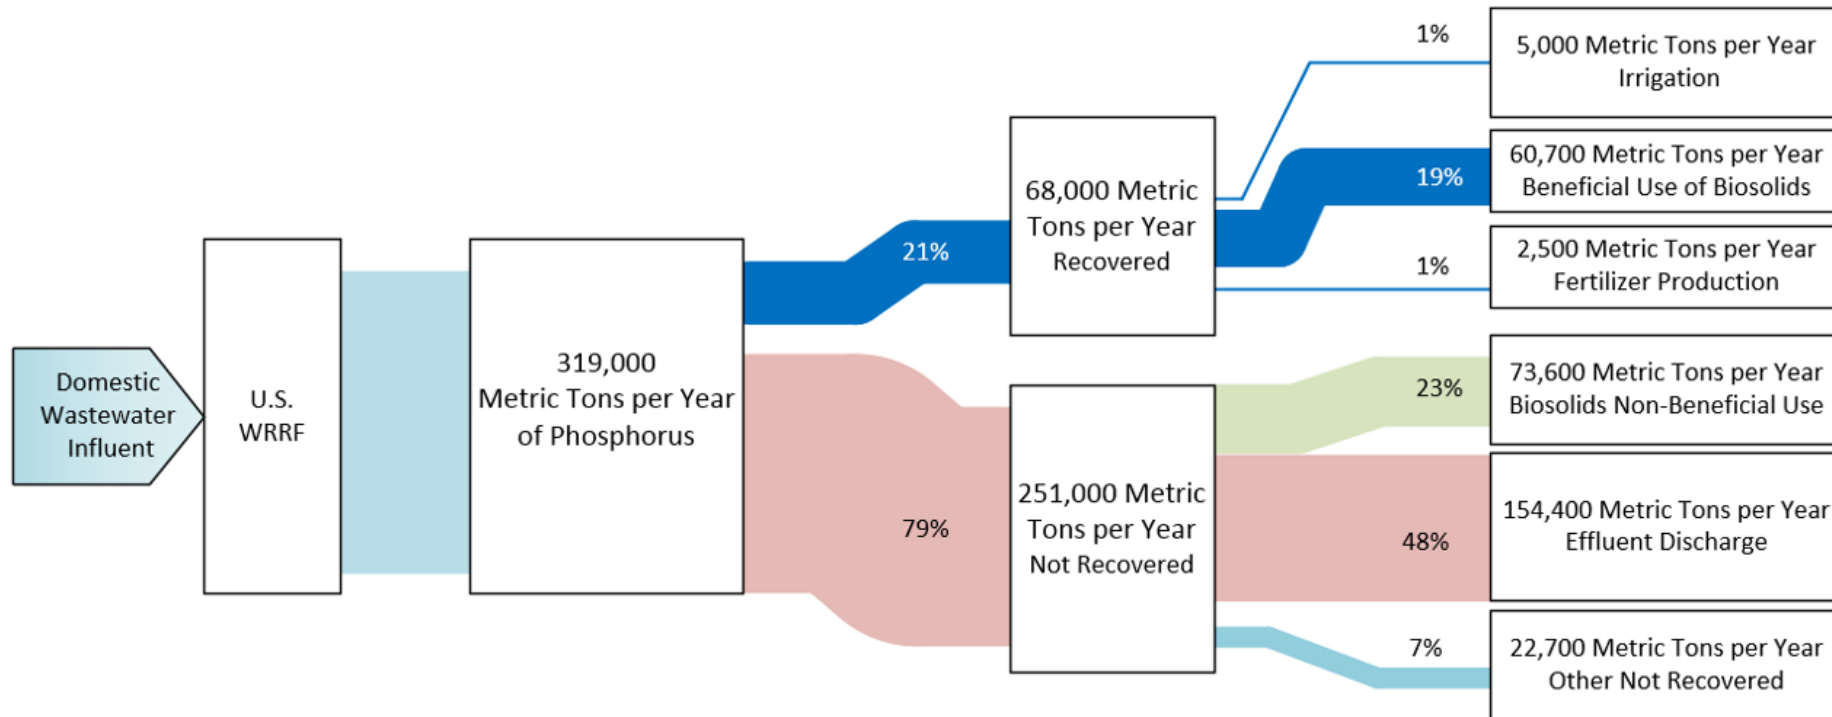 Domestic
Wastewater
Influent
U.S.
WRRF
319,000
Metric Tons per Year
of Phosphorus
21%
79%
68,000 Metric
Tons per Year
Recovered
251,000 Metric
Tons per Year
Not Recovered
1%
19%
1%
23%
48%
7%
5,000 Metric Tons per Year
Irrigation
60,700 Metric Tons per Year
Beneficial Use of Biosolids
2,500 Metric Tons per Year
Fertilizer Production
73,600 Metric Tons per Year
Biosolids Non-Beneficial Use
154,400 Metric Tons per Year
Effluent Discharge
22,700 Metric Tons per Year
Other Not Recovered